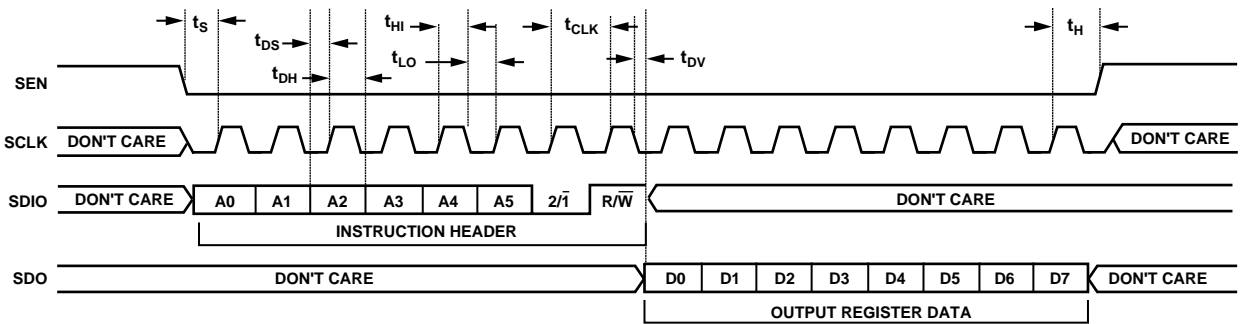 tS
tDS
tDH
tHI
tLO
tCLK
tDV
tH
SEN
SCLK DON'T CARE DON'T CARE
SDIO DON'T CARE A0 A1 A2 A3 A4 A5 2/1̅ R/W̅ DON'T CARE
INSTRUCTION HEADER
SDO DON'T CARE D0 D1 D2 D3 D4 D5 D6 D7 DON'T CARE
OUTPUT REGISTER DATA